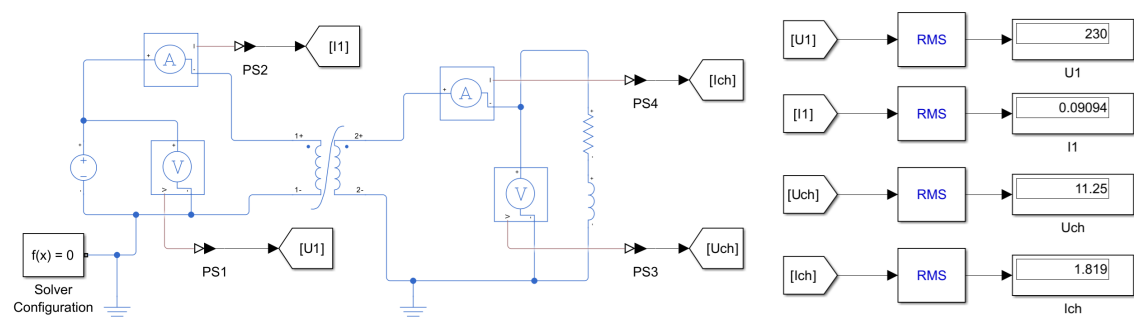 [I1]
PS2
I
A
+
-
[Ich]
PS4
I
A
+
-
1+
2+
1-
2-
+
V
+
-
V
+
-
V
V
+
+
[U1]
PS1
[Uch]
PS3
f(x) = 0
Solver
Configuration
[U1]
RMS
230
U1
[I1]
RMS
0.09094
I1
[Uch]
RMS
11.25
Uch
[Ich]
RMS
1.819
Ich